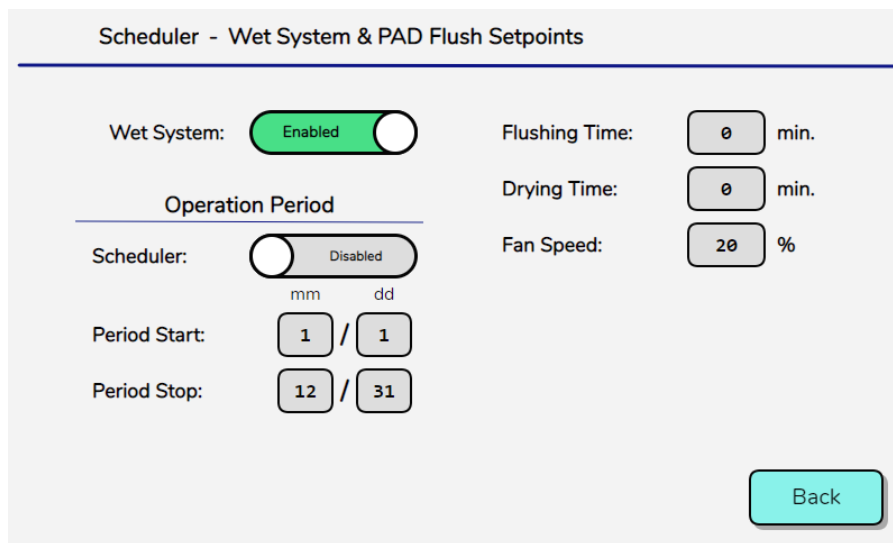 Scheduler - Wet System & PAD Flush Setpoints
Wet System: Enabled
Operation Period
Scheduler: Disabled
mm dd
Period Start: 1 / 1
Period Stop: 12 / 31
Flushing Time: 0 min.
Drying Time: 0 min.
Fan Speed: 20 %
Back